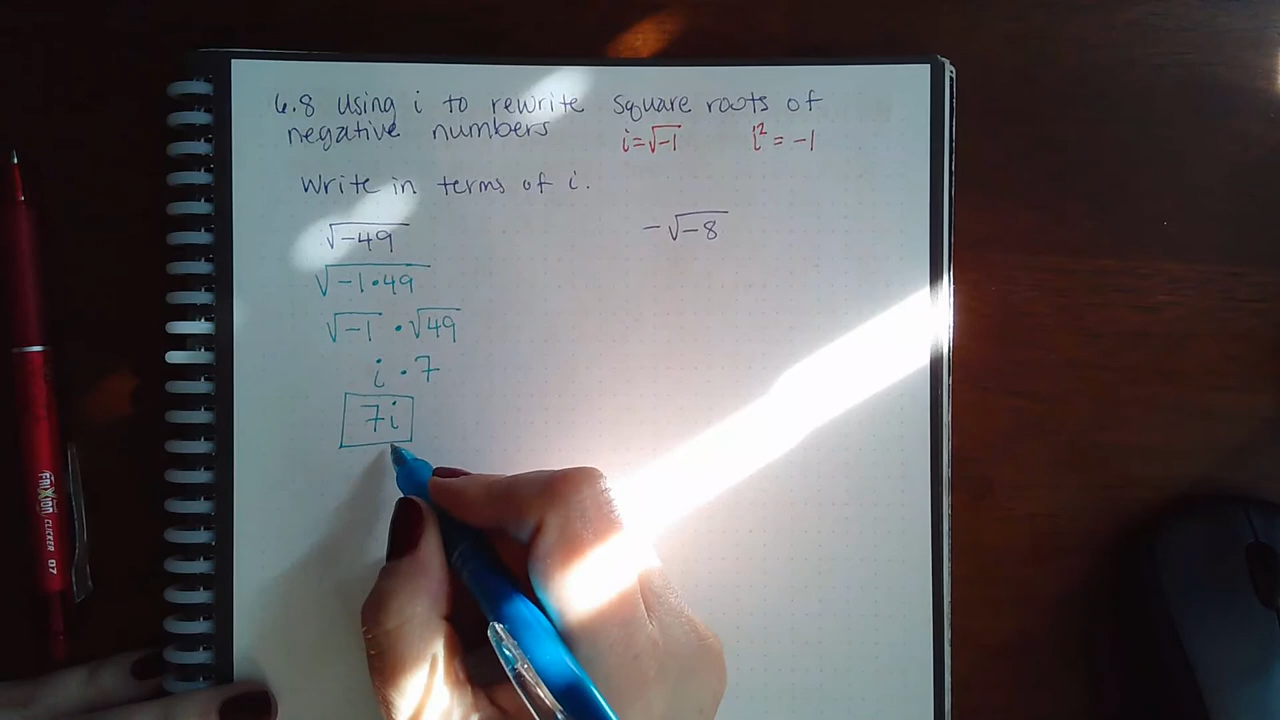 6.8 using i to rewrite square roots of
negative numbers
i=√-1 i² = -1
Write in terms of i.
√-49
√-1•49
√-1 • √49
i • 7
7i
-√-8
FRIXION CLICKER 07